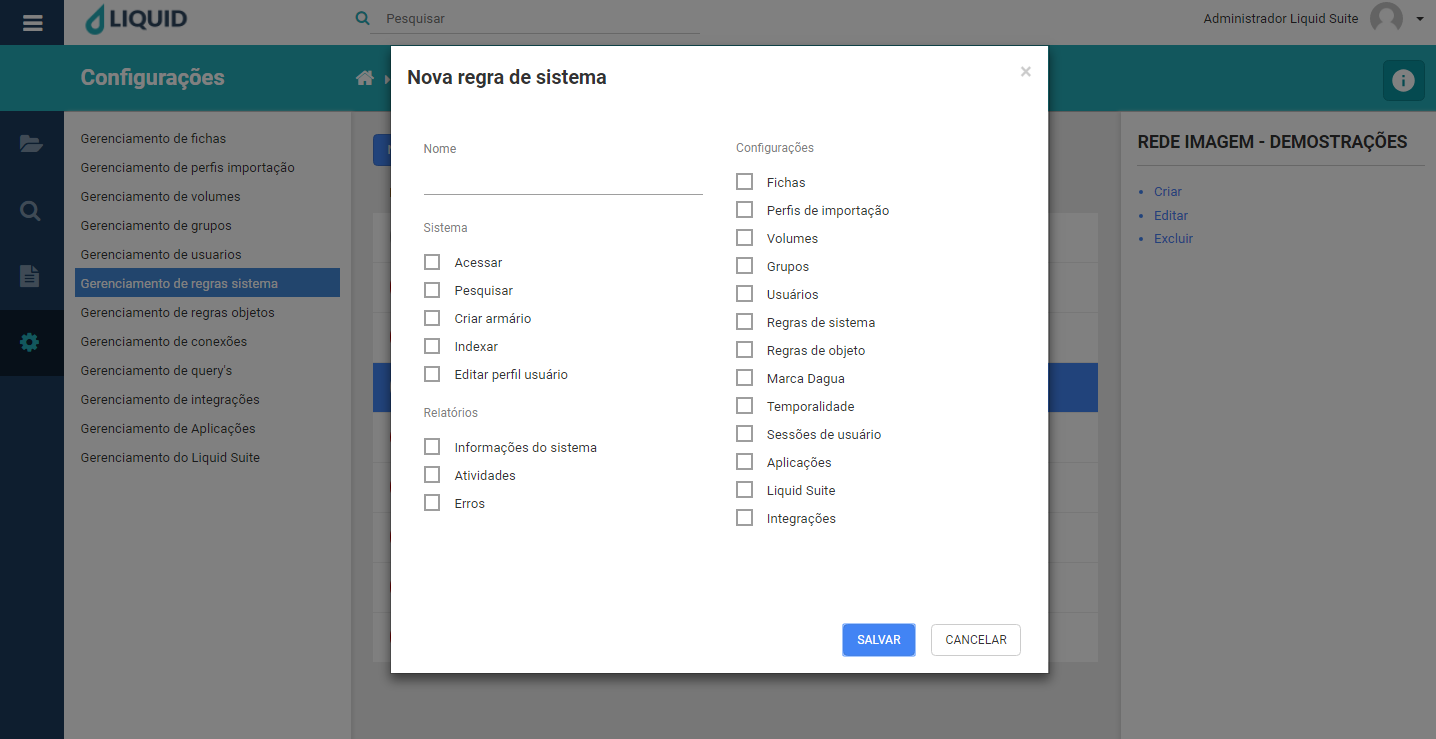 LIQUID
Pesquisar
Administrador Liquid Suite
Configurações
Gerenciamento de fichas
Gerenciamento de perfis importação
Gerenciamento de volumes
Gerenciamento de grupos
Gerenciamento de usuarios
Gerenciamento de regras sistema
Gerenciamento de regras objetos
Gerenciamento de conexões
Gerenciamento de query's
Gerenciamento de integrações
Gerenciamento de Aplicações
Gerenciamento do Liquid Suite
Nova regra de sistema
×
Nome
Sistema
Acessar
Pesquisar
Criar armário
Indexar
Editar perfil usuário
Relatórios
Informações do sistema
Atividades
Erros
Configurações
Fichas
Perfis de importação
Volumes
Grupos
Usuários
Regras de sistema
Regras de objeto
Marca Dagua
Temporalidade
Sessões de usuário
Aplicações
Liquid Suite
Integrações
SALVAR
CANCELAR
REDE IMAGEM - DEMOSTRAÇÕES
• Criar
• Editar
• Excluir